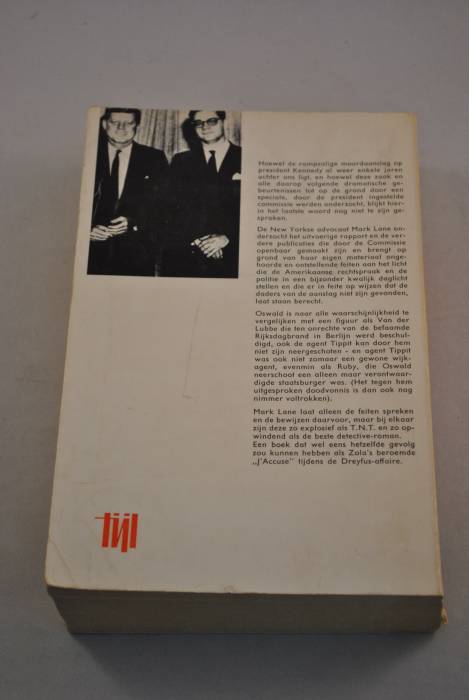 Hoewel de rampzalige moordaanslag op
president Kennedy al weer enkele jaren
achter ons ligt, en hoewel deze zaak en
alle daarop volgende dramatische ge-
beurtenissen tot op de grond door een
speciale, door de president ingestelde
commissie werden onderzocht, blijkt hier-
in het laatste woord nog niet te zijn ge-
sproken.
De New Yorkse advocaat Mark Lane on-
derzocht het uitvoerige rapport en de ver-
dere publicaties die door de Commissie
openbaar gemaakt zijn en brengt op
grond van haar eigen materiaal onge-
hoorde en ontstellende feiten aan het licht
die de Amerikaanse rechtspraak en de
politie in een bijzonder kwalijk daglicht
stellen en die er in feite op wijzen dat de
daders van de aanslag niet zijn gevonden,
laat staan berecht.
Oswald is naar alle waarschijnlijkheid te
vergelijken met een figuur als Van der
Lubbe die ten onrechte van de befaamde
Rijksdagbrand in Berlijn werd beschul-
digd, ook de agent Tippit kan door hem
niet zijn neergeschoten - en agent Tippit
was ook niet zomaar een gewone wijk-
agent, evenmin als Ruby, die Oswald
neerschoot een alleen maar verantwaar-
digde staatsburger was. (Het tegen hem
uitgesproken doodvonnis is dan ook nog
nimmer voltrokken).
Mark Lane laat alleen de feiten spreken
en de bewijzen daarvoor, maar bij elkaar
zijn deze zo explosief als T.N.T. en zo op-
windend als de beste detective-roman.
Een boek dat wel eens hetzelfde gevolg
zou kunnen hebben als Zola's beroemde
„J'Accuse" tijdens de Dreyfus-affaire.
tijl